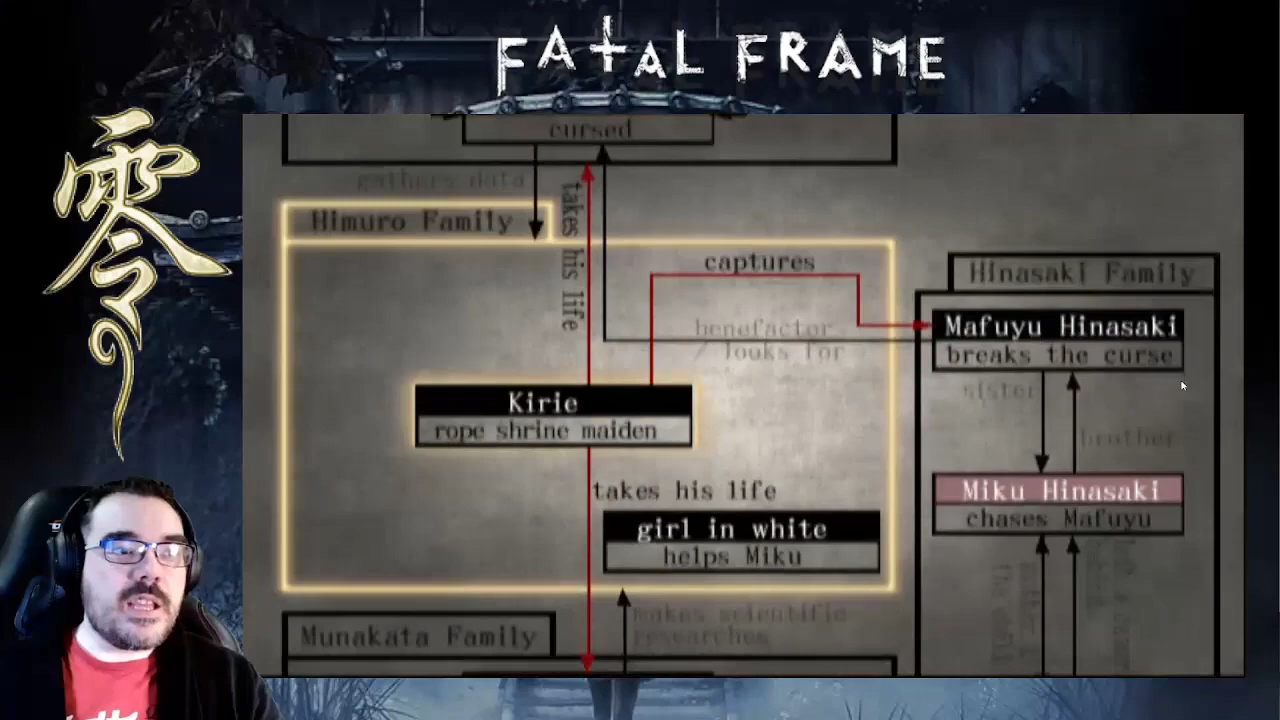 FATAL FRAME
零
cursed
gathers data
takes his life
Himuro Family
captures
Hinasaki Family
benefactor
/ looks for
Mafuyu Hinasaki
breaks the curse
Kirie
rope shrine maiden
sister
brother
takes his life
Miku Hinasaki
chases Mafuyu
girl in white
helps Miku
makes scientific
researches
Munakata Family